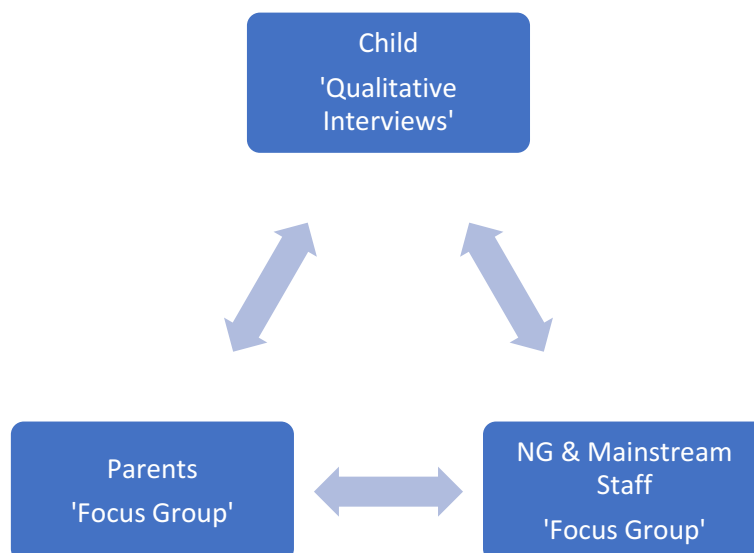 Child
'Qualitative
Interviews'
Parents
'Focus Group'
NG & Mainstream
Staff
'Focus Group'